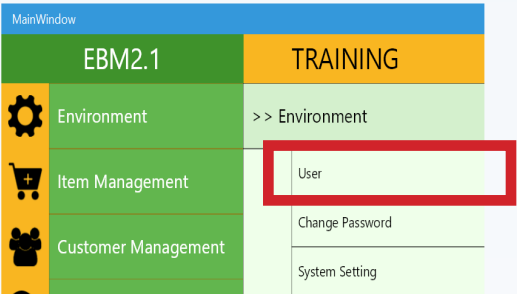 MainWindow
EBM2.1
TRAINING
Environment
>> Environment
User
Item Management
Change Password
Customer Management
System Setting